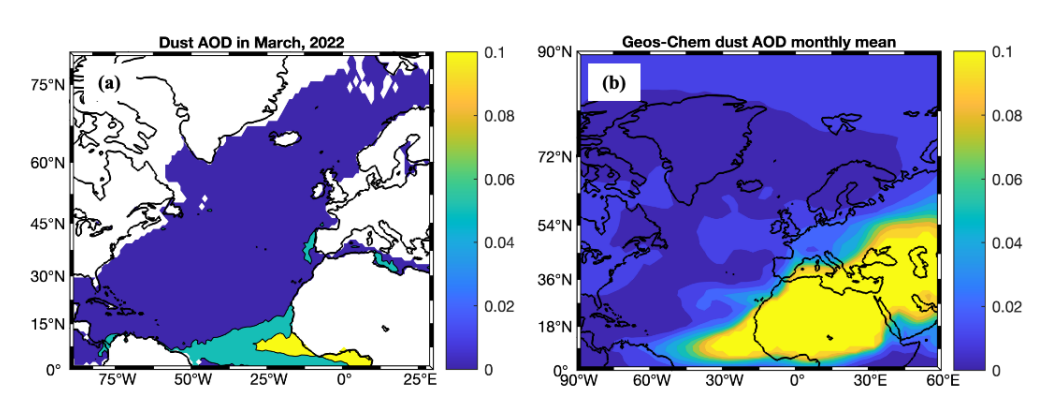 Dust AOD in March, 2022
(a)
75°N
60°N
45°N
30°N
15°N
0°
75°W
50°W
25°W
0°
25°E
0.1
0.08
0.06
0.04
0.02
0
Geos-Chem dust AOD monthly mean
(b)
90°N
72°N
54°N
36°N
18°N
0°
90°W
60°W
30°W
0°
30°E
60°E
0.1
0.08
0.06
0.04
0.02
0